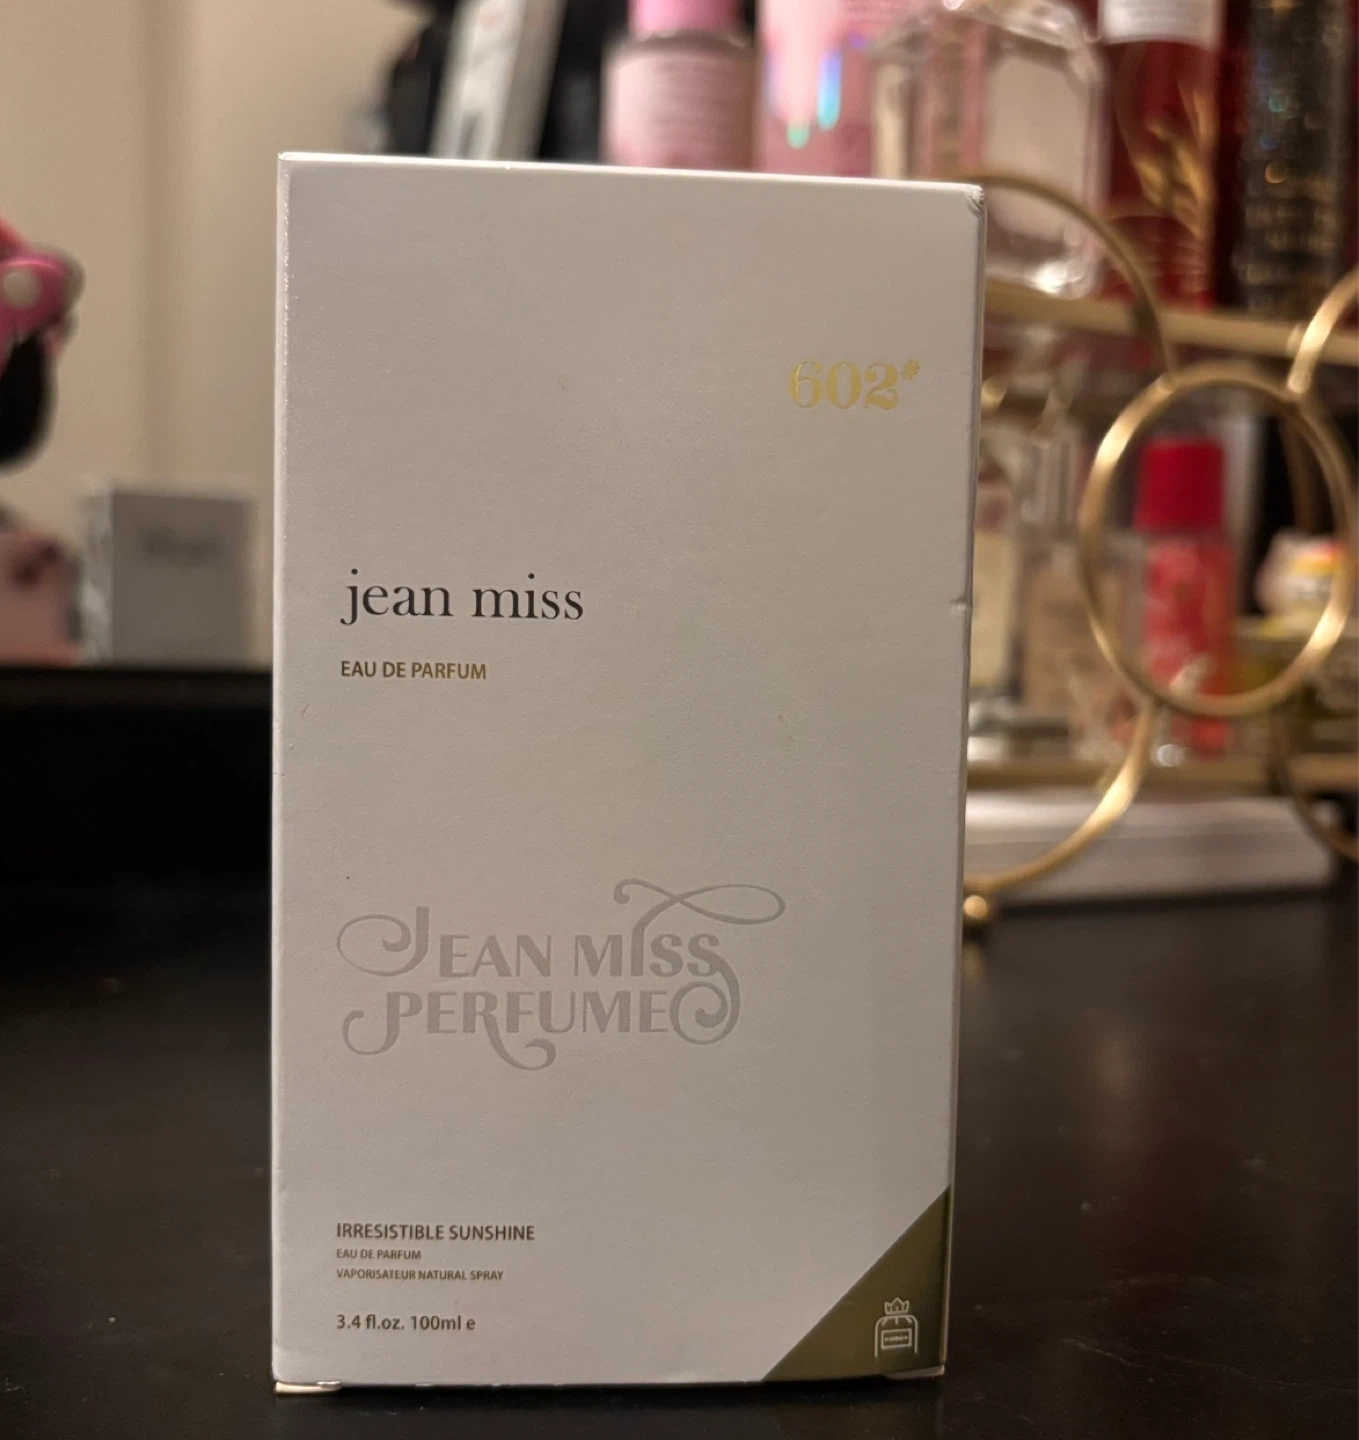 602#
jean miss
EAU DE PARFUM
JEAN MISS
PERFUME
IRRESISTIBLE SUNSHINE
EAU DE PARFUM
VAPORISATEUR NATURAL SPRAY
3.4 fl.oz. 100ml e